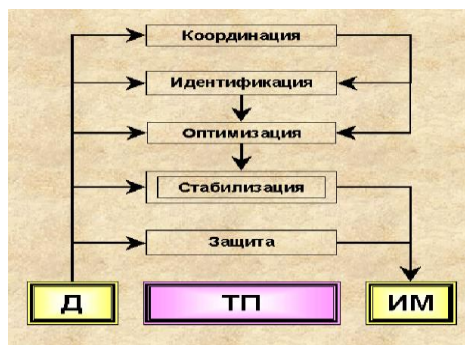 Координация
Идентификация
Оптимизация
Стабилизация
Защита
Д ТП ИМ